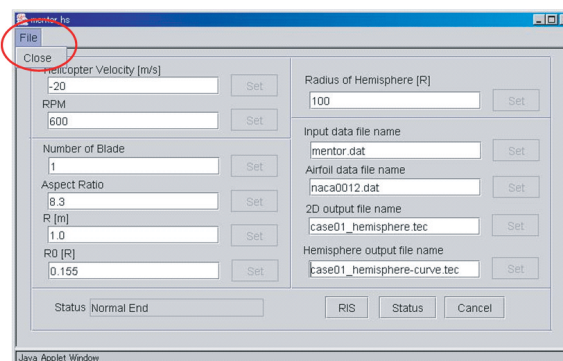 mentor.hs
File
Close
Helicopter Velocity [m/s]
-20
Set
RPM
600
Set
Number of Blade
1
Set
Aspect Ratio
8.3
Set
R [m]
1.0
Set
R0 [R]
0.155
Set
Radius of Hemisphere [R]
100
Set
Input data file name
mentor.dat
Set
Airfoil data file name
naca0012.dat
Set
2D output file name
case01_hemisphere.tec
Set
Hemisphere output file name
case01_hemisphere-curve.tec
Set
Status
Normal End
RIS
Status
Cancel
Java Applet Window